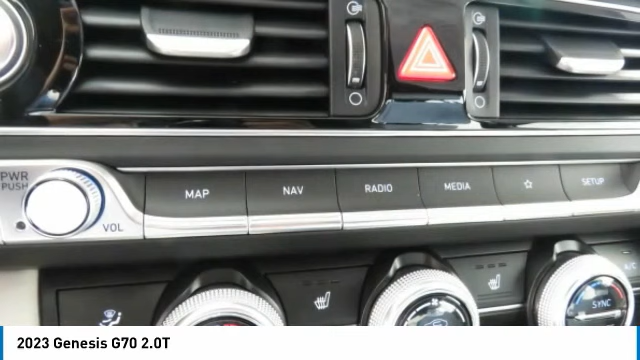 PWR
PUSH
VOL
MAP
NAV
RADIO
MEDIA
SETUP
SYNC
A/C
2023 Genesis G70 2.0T